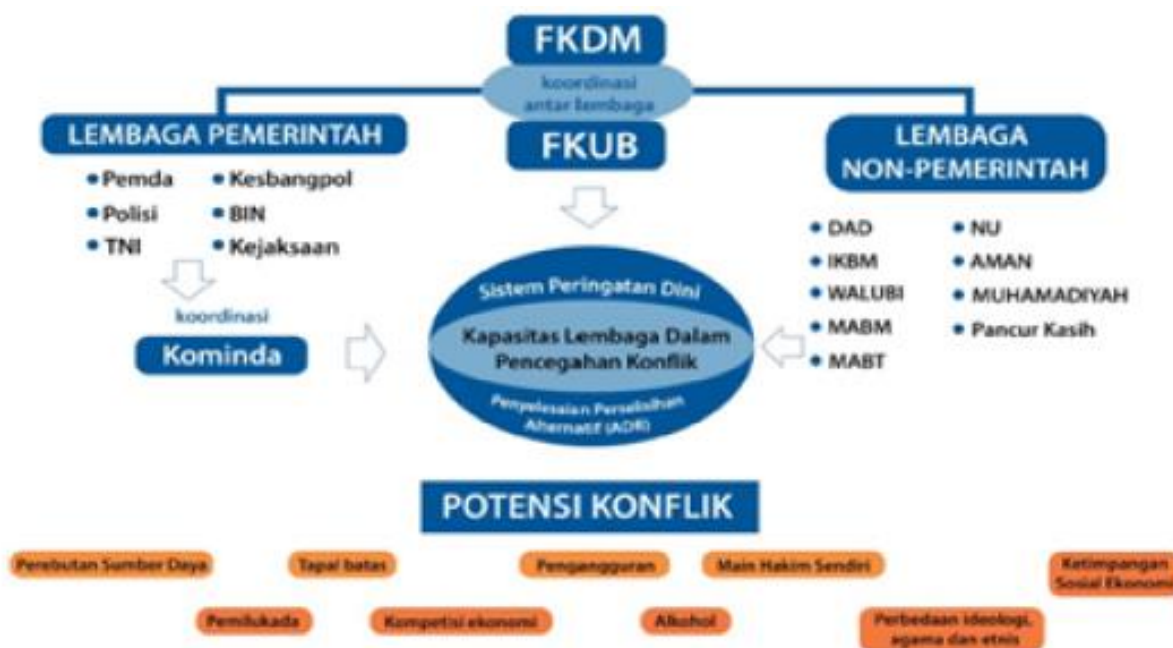 FKDM
koordinasi
antar lembaga
FKUB
LEMBAGA PEMERINTAH
Pemda
Polisi
TNI
Kesbangpol
BIN
Kejaksaan
koordinasi
Kominda
LEMBAGA
NON-PEMERINTAH
DAD
IKBM
WALUBI
MABM
MABT
NU
AMAN
MUHAMADIYAH
Pancur Kasih
Sistem Peringatan Dini
Kapasitas Lembaga Dalam
Pencegahan Konflik
Penyelesaian Perselisihan
Alternatif (ADR)
POTENSI KONFLIK
Perebutan Sumber Daya
Tapal batas
Pengangguran
Main Hakim Sendiri
Ketimpangan
Sosial Ekonomi
Pemilukada
Kompetisi ekonomi
Alkohol
Perbedaan ideologi,
agama dan etnis